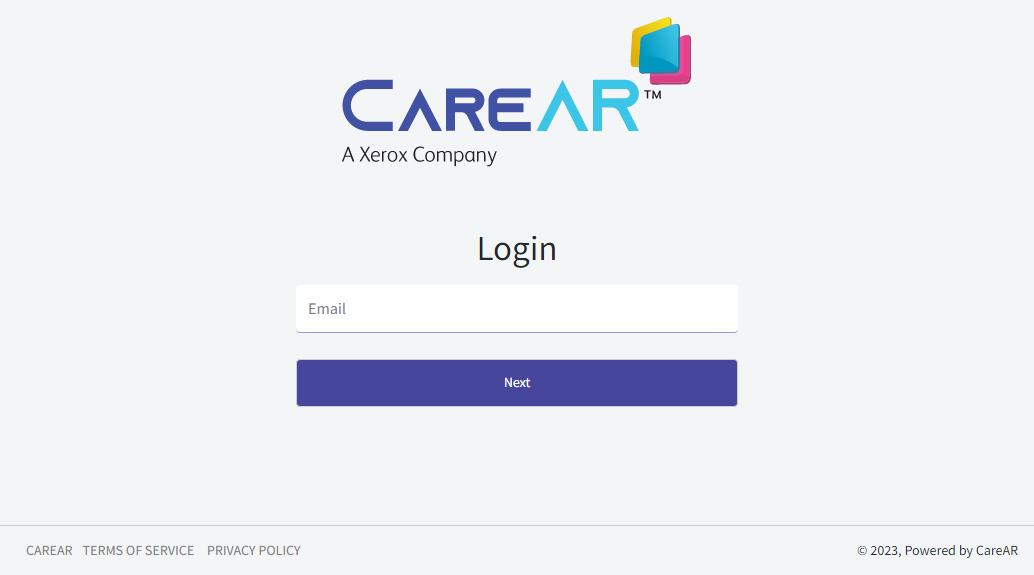 CAREAR™
A Xerox Company
Login
Email
Next
CAREAR TERMS OF SERVICE PRIVACY POLICY © 2023, Powered by CareAR